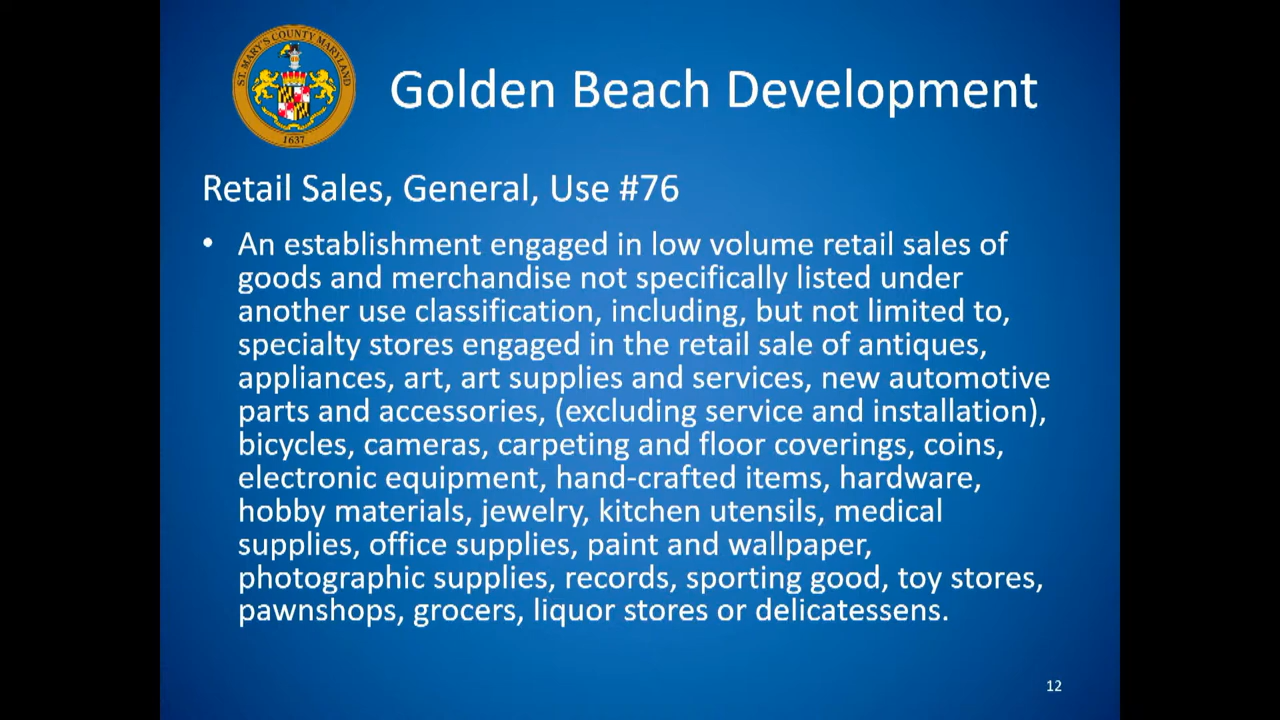 ST. MARY'S COUNTY MARYLAND
1637
Golden Beach Development
Retail Sales, General, Use #76
• An establishment engaged in low volume retail sales of
goods and merchandise not specifically listed under
another use classification, including, but not limited to,
specialty stores engaged in the retail sale of antiques,
appliances, art, art supplies and services, new automotive
parts and accessories, (excluding service and installation),
bicycles, cameras, carpeting and floor coverings, coins,
electronic equipment, hand-crafted items, hardware,
hobby materials, jewelry, kitchen utensils, medical
supplies, office supplies, paint and wallpaper,
photographic supplies, records, sporting good, toy stores,
pawnshops, grocers, liquor stores or delicatessens.
12